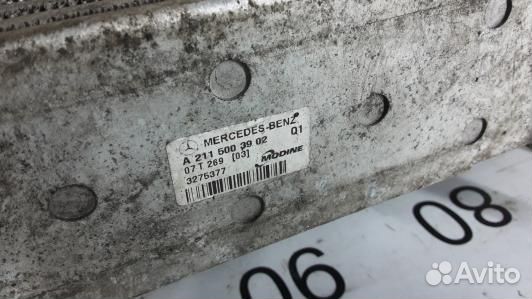 MERCEDES-BENZ
A 211 500 39 02 Q1
07 T 269 [03] MODINE
3275377
06 08
Avito